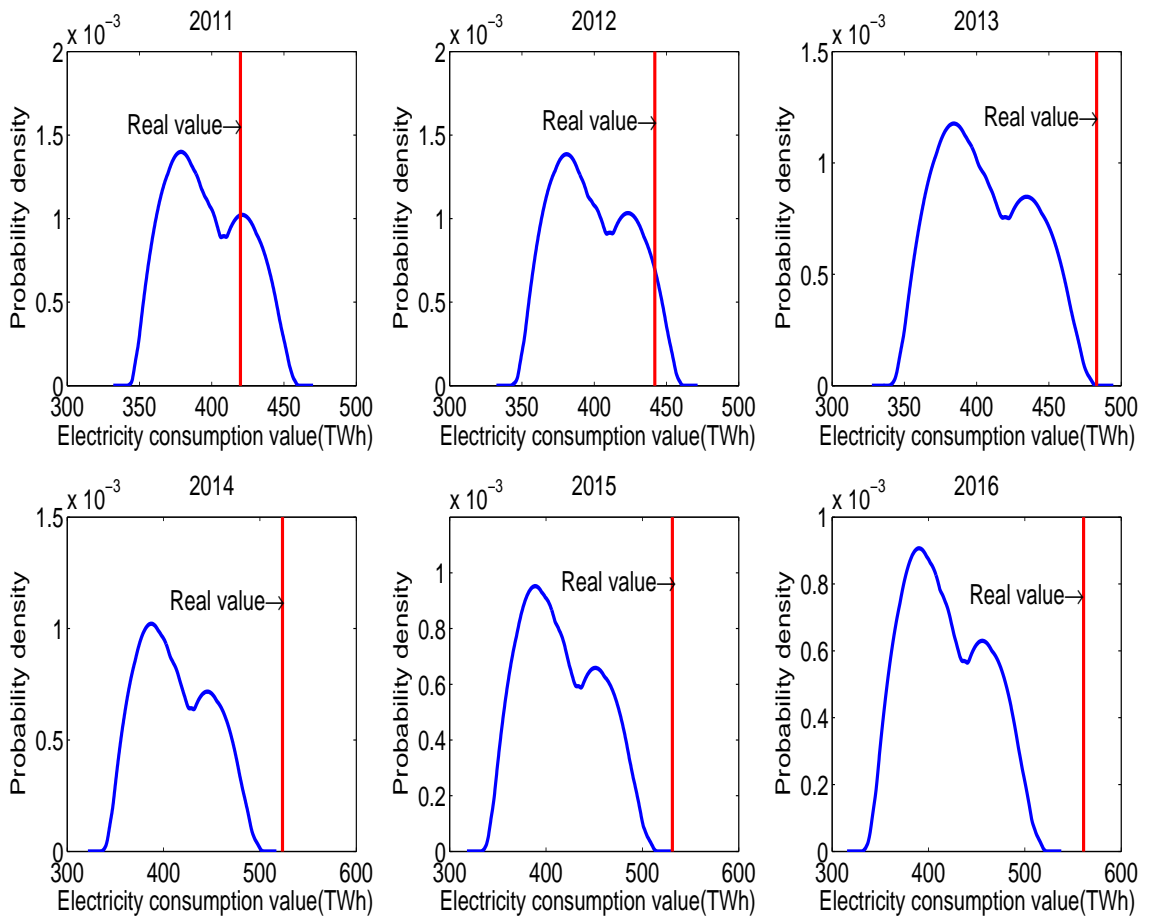 2011
x 10⁻³
2
1.5
1
0.5
0
Probability density
Real value→
300 350 400 450 500
Electricity consumption value(TWh)
2012
x 10⁻³
2
1.5
1
0.5
0
Probability density
Real value→
300 350 400 450 500
Electricity consumption value(TWh)
2013
x 10⁻³
1.5
1
0.5
0
Probability density
Real value→
300 350 400 450 500
Electricity consumption value(TWh)
2014
x 10⁻³
1.5
1
0.5
0
Probability density
Real value→
300 400 500 600
Electricity consumption value(TWh)
2015
x 10⁻³
1
0.8
0.6
0.4
0.2
0
Probability density
Real value→
300 400 500 600
Electricity consumption value(TWh)
2016
x 10⁻³
1
0.8
0.6
0.4
0.2
0
Probability density
Real value→
300 400 500 600
Electricity consumption value(TWh)